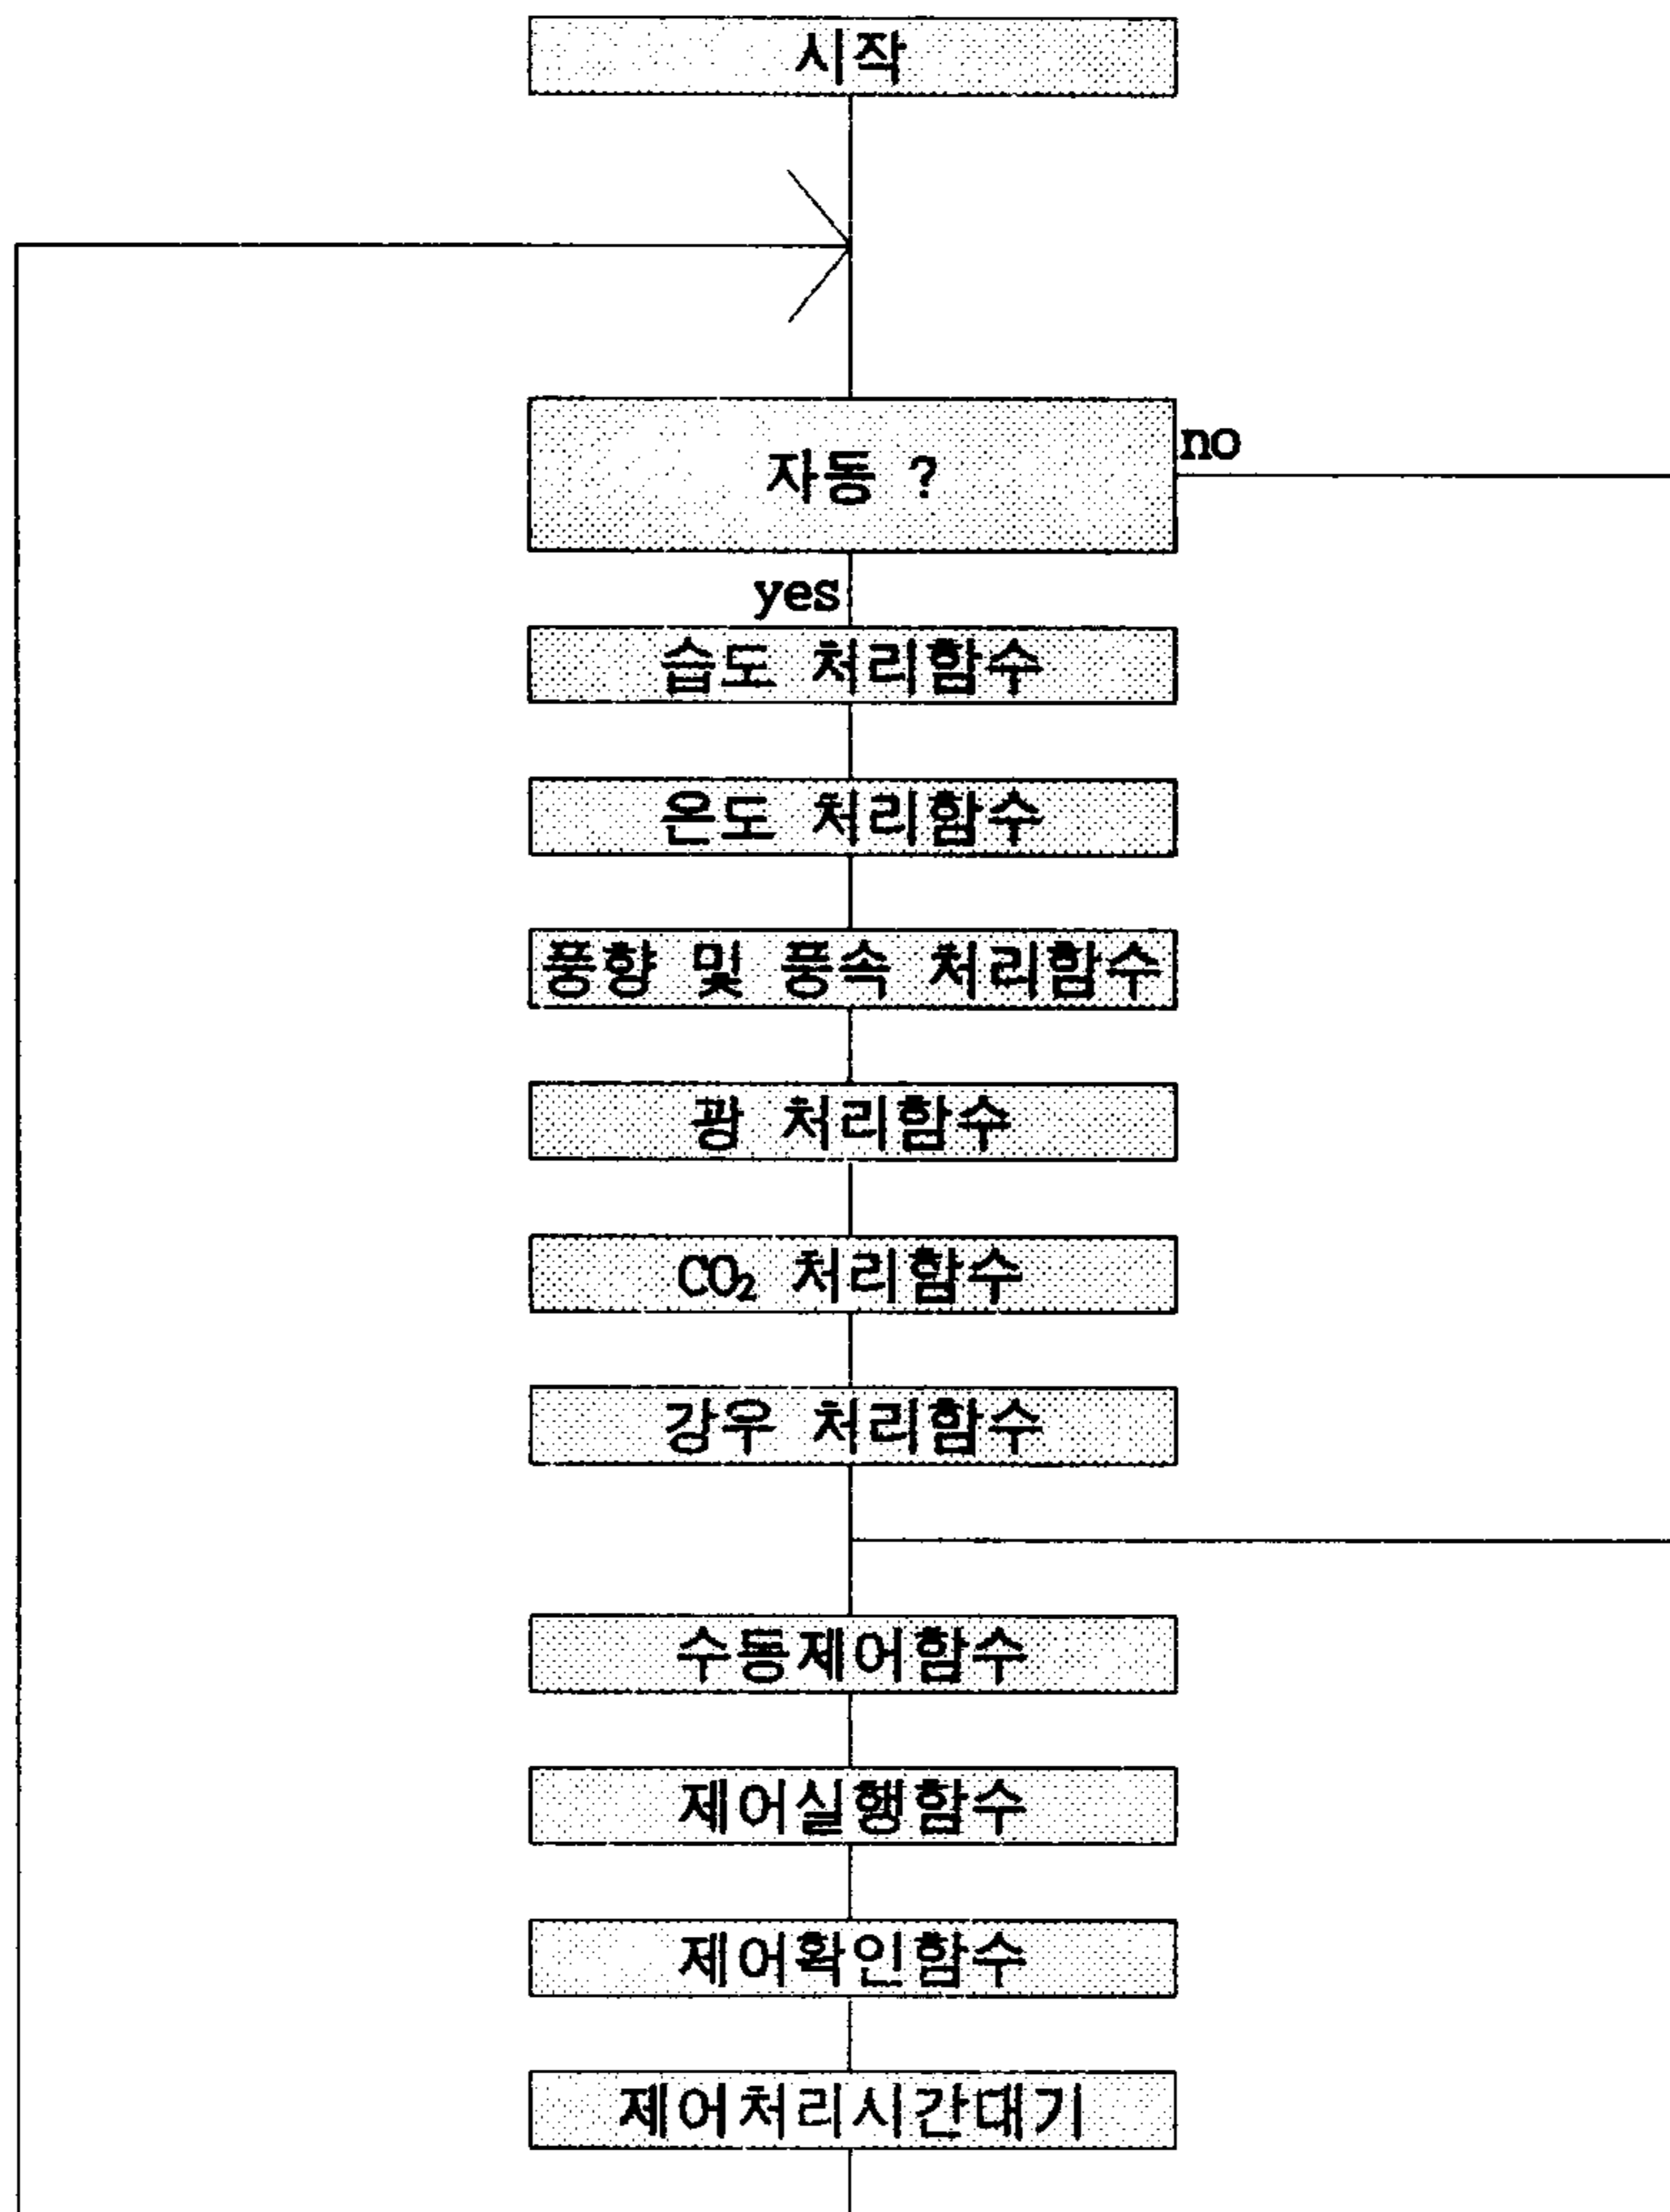 시작
자동 ?
no
yes
습도 처리함수
온도 처리함수
풍향 및 풍속 처리함수
광 처리함수
CO₂ 처리함수
강우 처리함수
수동제어함수
제어실행함수
제어확인함수
제어처리시간대기